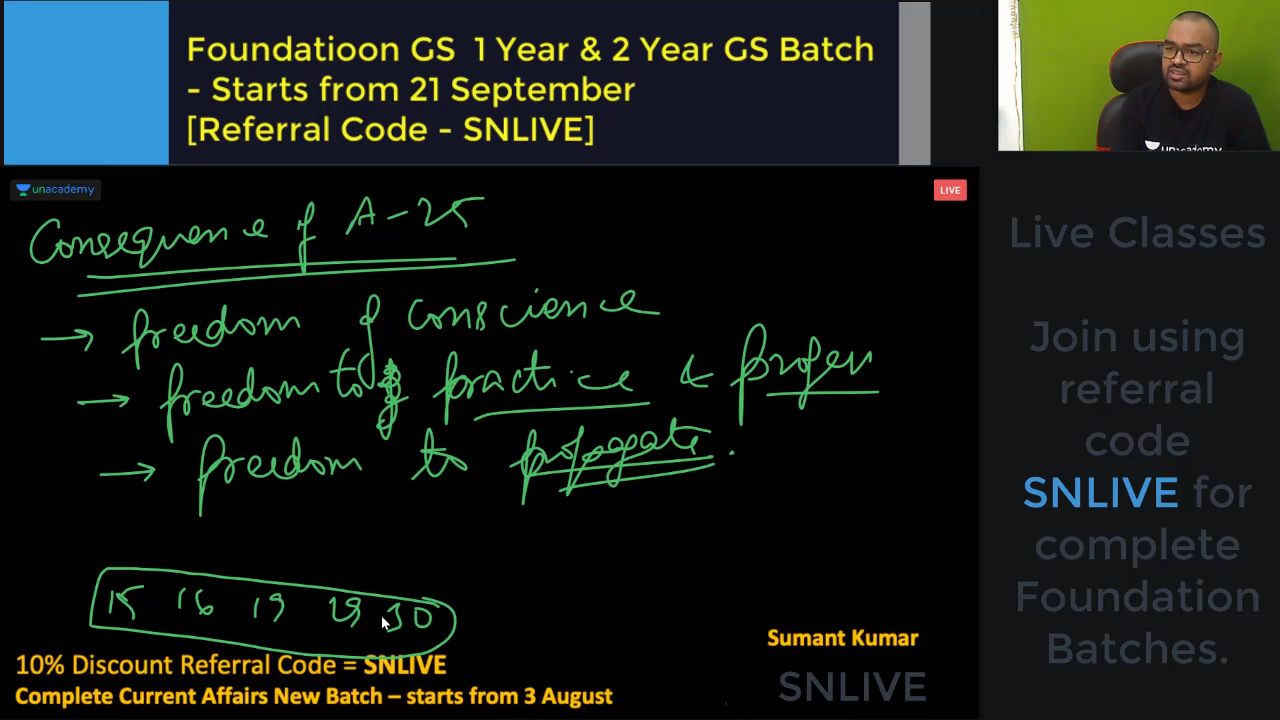 Foundatioon GS 1 Year & 2 Year GS Batch
- Starts from 21 September
[Referral Code - SNLIVE]
unacademy
unacademy
LIVE
Consequence of A-25
→ freedom of conscience
→ freedom to practice & profess
→ freedom to propagate.
15 16 19 29 30
10% Discount Referral Code = SNLIVE
Complete Current Affairs New Batch – starts from 3 August
Sumant Kumar
SNLIVE
Live Classes
Join using
referral
code
SNLIVE for
complete
Foundation
Batches.